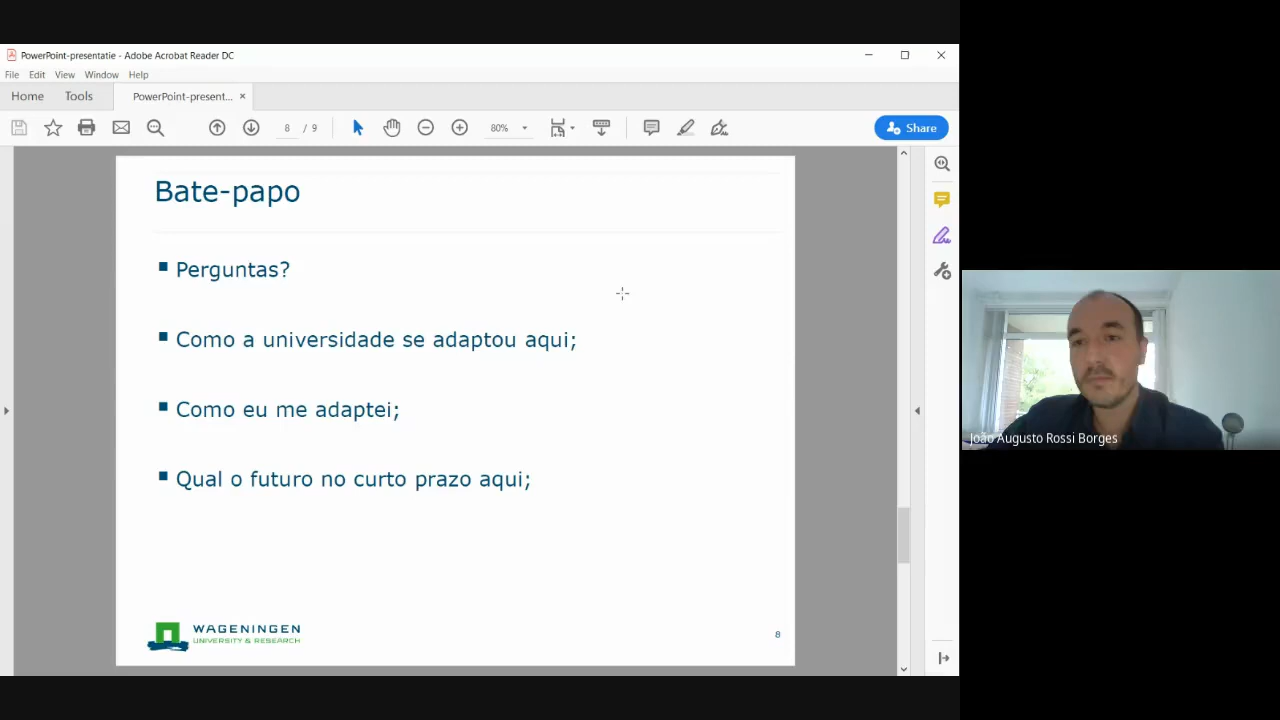 PowerPoint-presentatie - Adobe Acrobat Reader DC
File Edit View Window Help
Home Tools PowerPoint-present... ×
8 / 9 80% Share
Bate-papo
Perguntas?
Como a universidade se adaptou aqui;
Como eu me adaptei;
Qual o futuro no curto prazo aqui;
João Augusto Rossi Borges
WAGENINGEN
UNIVERSITY & RESEARCH
8